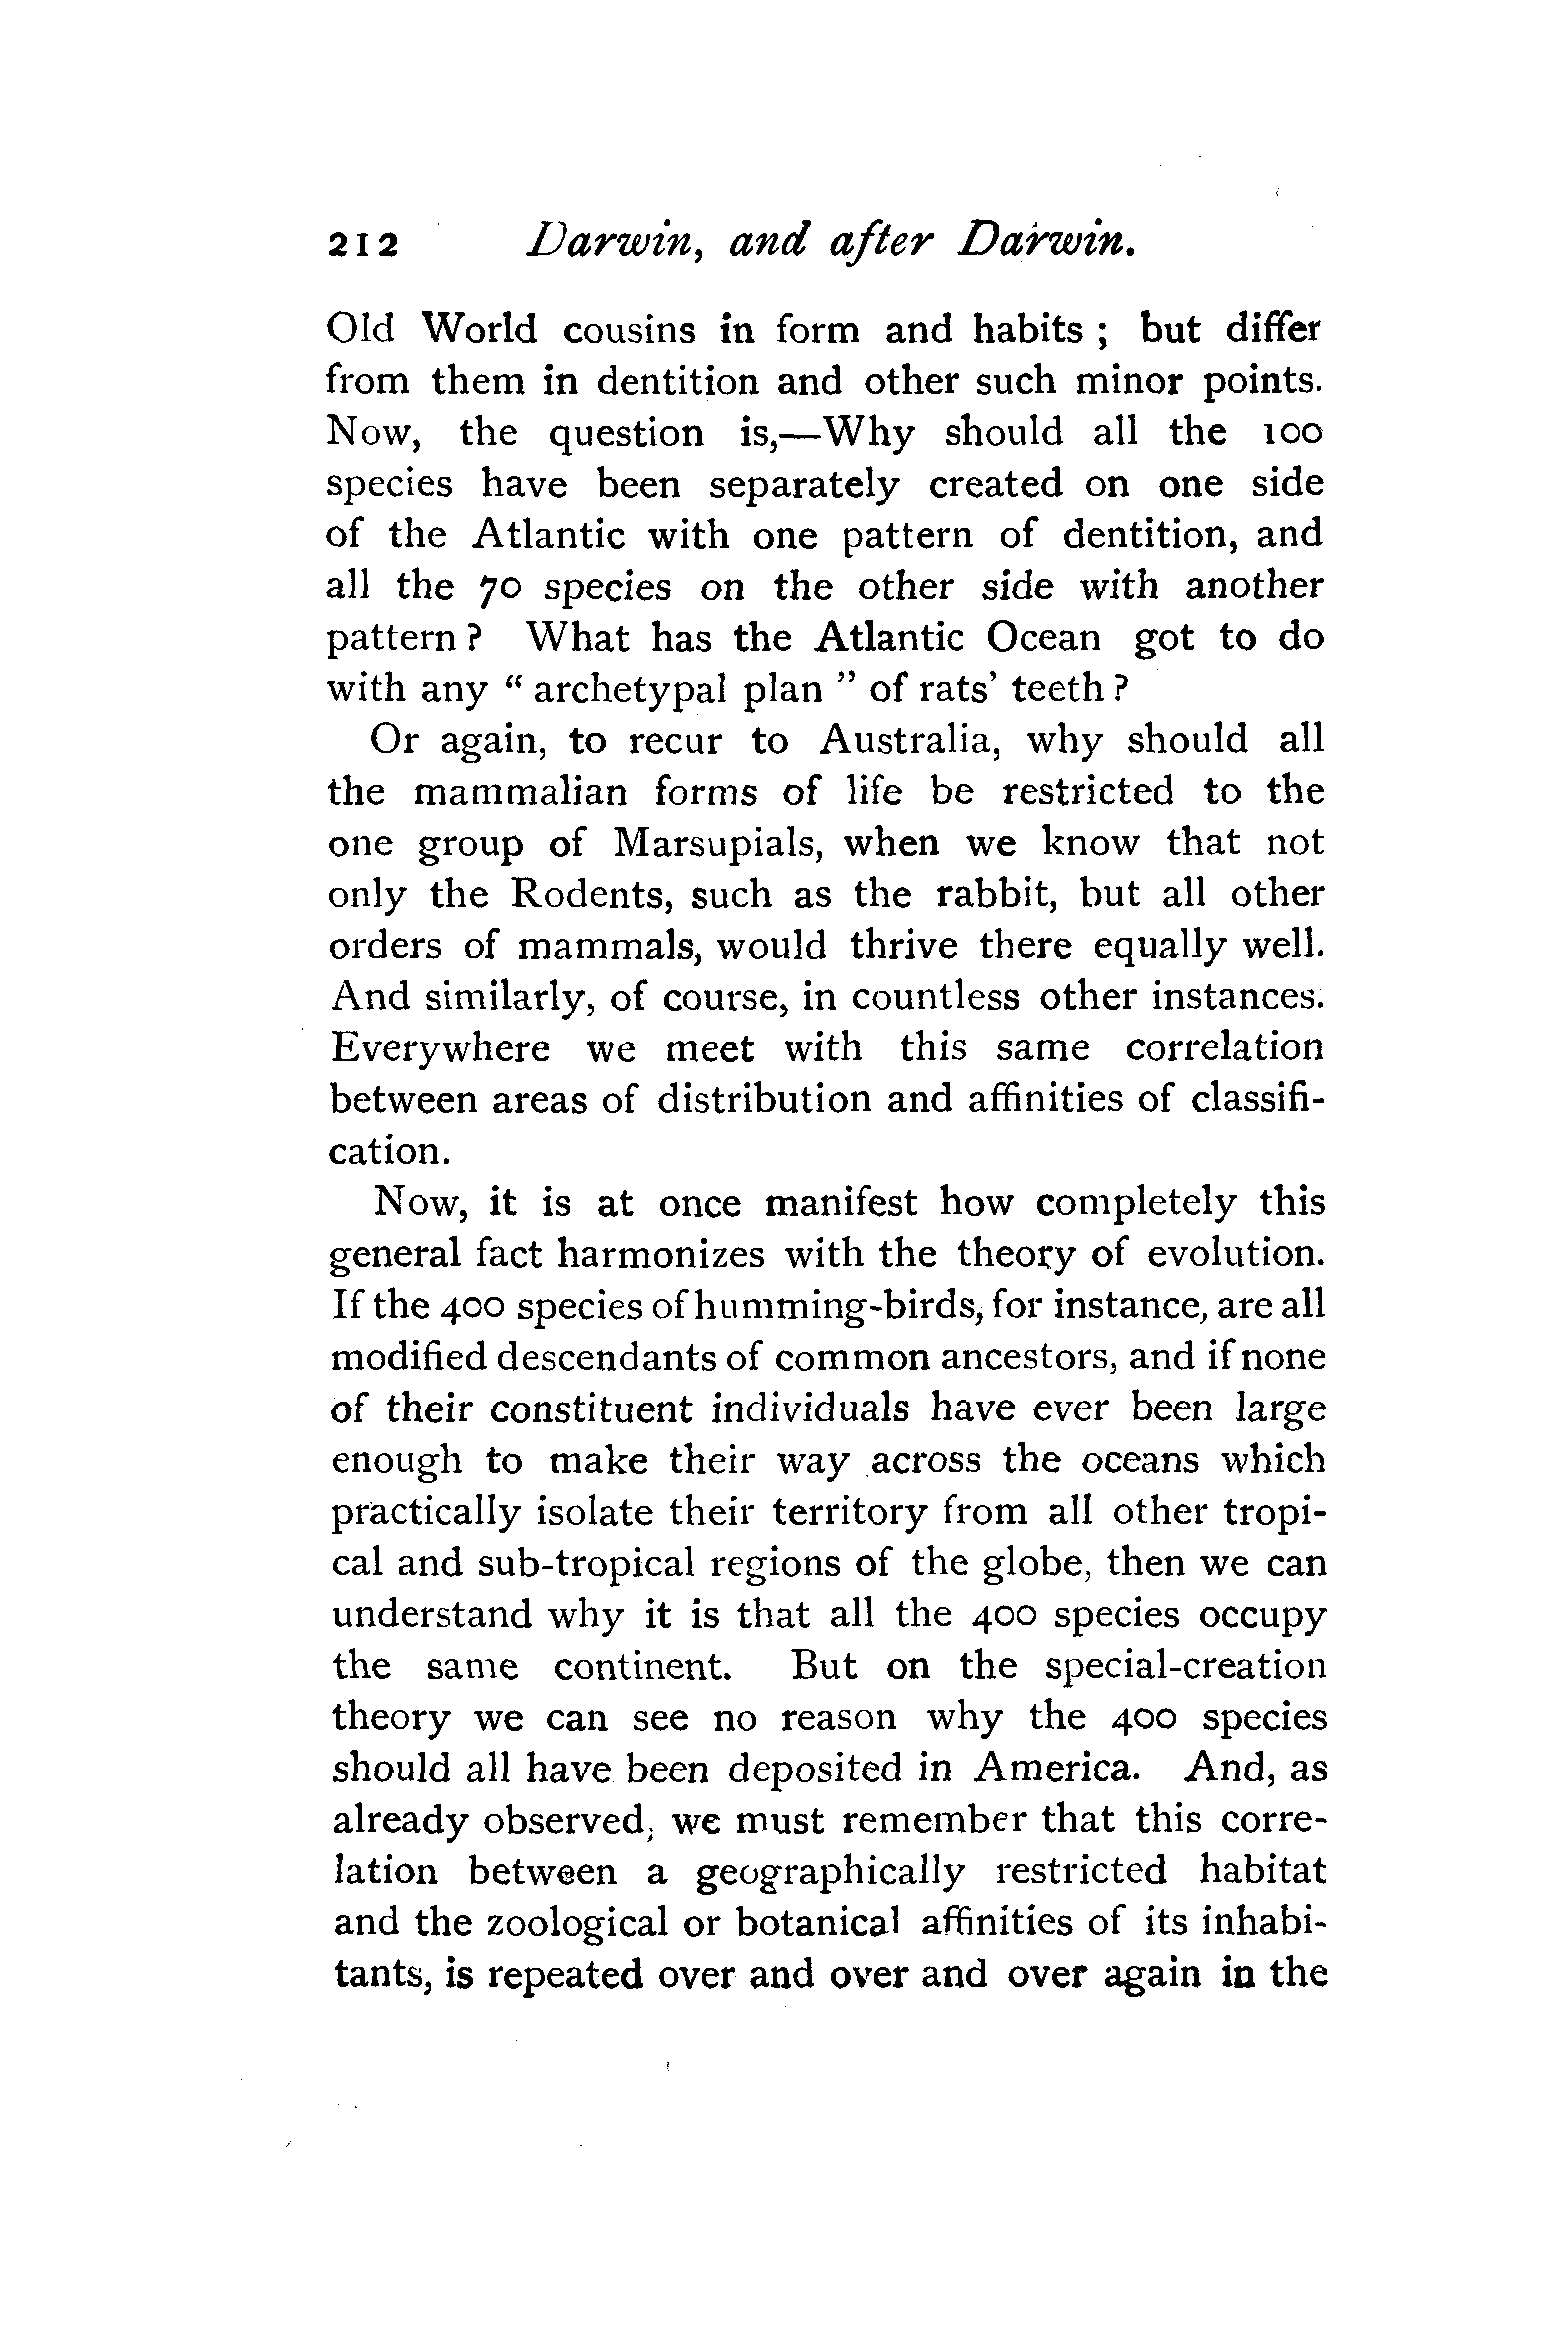 212 Darwin, and after Darwin.
Old World cousins in form and habits ; but differ
from them in dentition and other such minor points.
Now, the question is,—Why should all the 100
species have been separately created on one side
of the Atlantic with one pattern of dentition, and
all the 70 species on the other side with another
pattern ? What has the Atlantic Ocean got to do
with any “ archetypal plan ” of rats’ teeth ?
Or again, to recur to Australia, why should all
the mammalian forms of life be restricted to the
one group of Marsupials, when we know that not
only the Rodents, such as the rabbit, but all other
orders of mammals, would thrive there equally well.
And similarly, of course, in countless other instances.
Everywhere we meet with this same correlation
between areas of distribution and affinities of classifi-
cation.
Now, it is at once manifest how completely this
general fact harmonizes with the theory of evolution.
If the 400 species of humming-birds, for instance, are all
modified descendants of common ancestors, and if none
of their constituent individuals have ever been large
enough to make their way across the oceans which
practically isolate their territory from all other tropi-
cal and sub-tropical regions of the globe, then we can
understand why it is that all the 400 species occupy
the same continent. But on the special-creation
theory we can see no reason why the 400 species
should all have been deposited in America. And, as
already observed, we must remember that this corre-
lation between a geographically restricted habitat
and the zoological or botanical affinities of its inhabi-
tants, is repeated over and over and over again in the